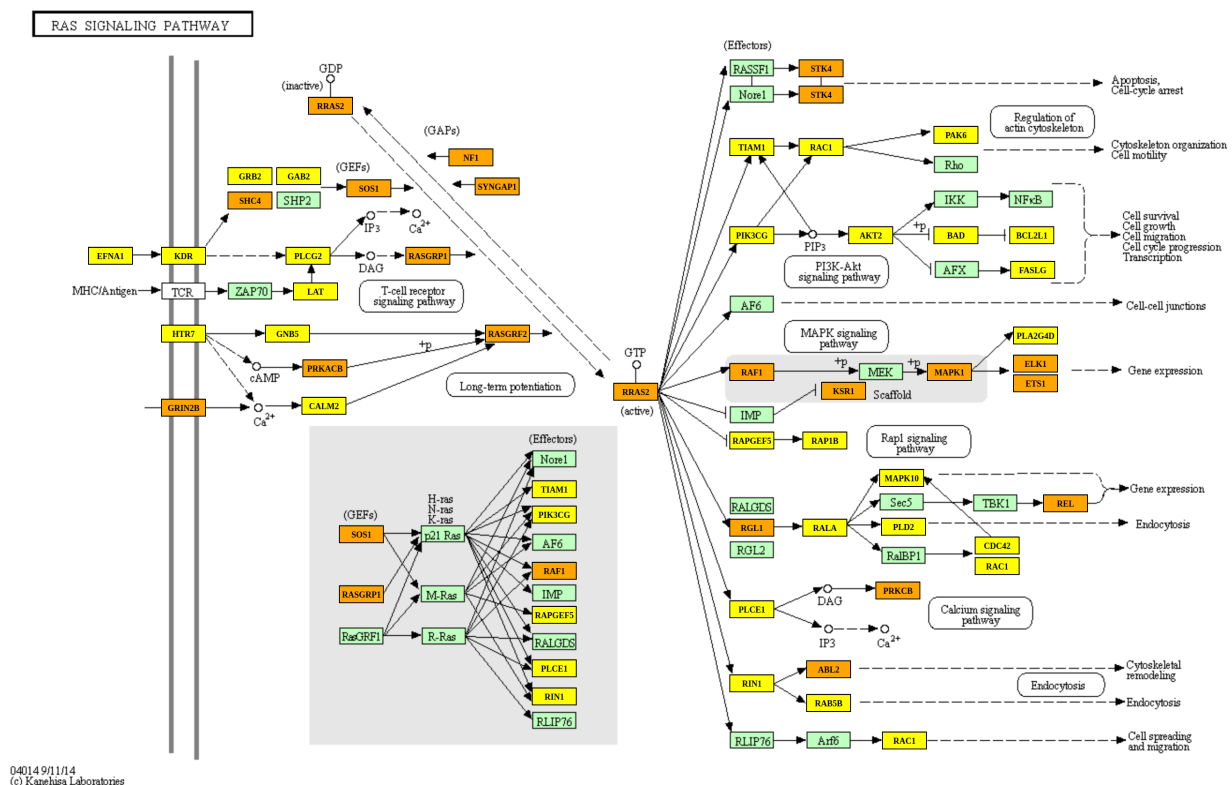 RAS SIGNALING PATHWAY
GDP
(inactive)
RRAS2
(GAPs)
NF1
SYNGAP1
(GEFs)
GRB2
GAB2
SOS1
SHC4
SHP2
IP3
Ca2+
EFNA1
KDR
PLCG2
DAG
RASGRP1
MHC/Antigen
TCR
ZAP70
LAT
T-cell receptor
signaling pathway
HTR7
GNB5
RASGRF2
+p
cAMP
PRKACB
Long-term potentiation
GRIN2B
Ca2+
CALM2
GTP
RRAS2
(active)
(Effectors)
RASSF1
STK4
Nore1
STK4
Apoptosis,
Cell-cycle arrest
Regulation of
actin cytoskeleton
TIAM1
RAC1
PAK6
Rho
Cytoskeleton organization
Cell motility
IKK
NFκB
PIK3CG
PIP3
AKT2
+p
BAD
BCL2L1
AFX
FASLG
Cell survival
Cell growth
Cell migration
Cell cycle progression
Transcription
PI3K-Akt
signaling pathway
AF6
Cell-cell junctions
MAPK signaling
pathway
PLA2G4D
RAF1
+p
MEK
+p
MAPK1
ELK1
ETS1
Gene expression
KSR1
Scaffold
IMP
RAPGEF5
RAP1B
Rap1 signaling
pathway
MAPK10
RALGDS
Sec5
TBK1
REL
Gene expression
RGL1
RALA
PLD2
Endocytosis
RGL2
RalBP1
CDC42
RAC1
PLCE1
DAG
PRKCB
IP3
Ca2+
Calcium signaling
pathway
RIN1
ABL2
Cytoskeletal
remodeling
RAB5B
Endocytosis
Endocytosis
RLIP76
Arf6
RAC1
Cell spreading
and migration
(Effectors)
Nore1
TIAM1
PIK3CG
AF6
RAF1
IMP
RAPGEF5
RALGDS
PLCE1
RIN1
RLIP76
H-ras
N-ras
K-ras
p21 Ras
M-Ras
R-Ras
(GEFs)
SOS1
RASGRP1
RasGRF1
04014 9/11/14
(c) Kanehisa Laboratories